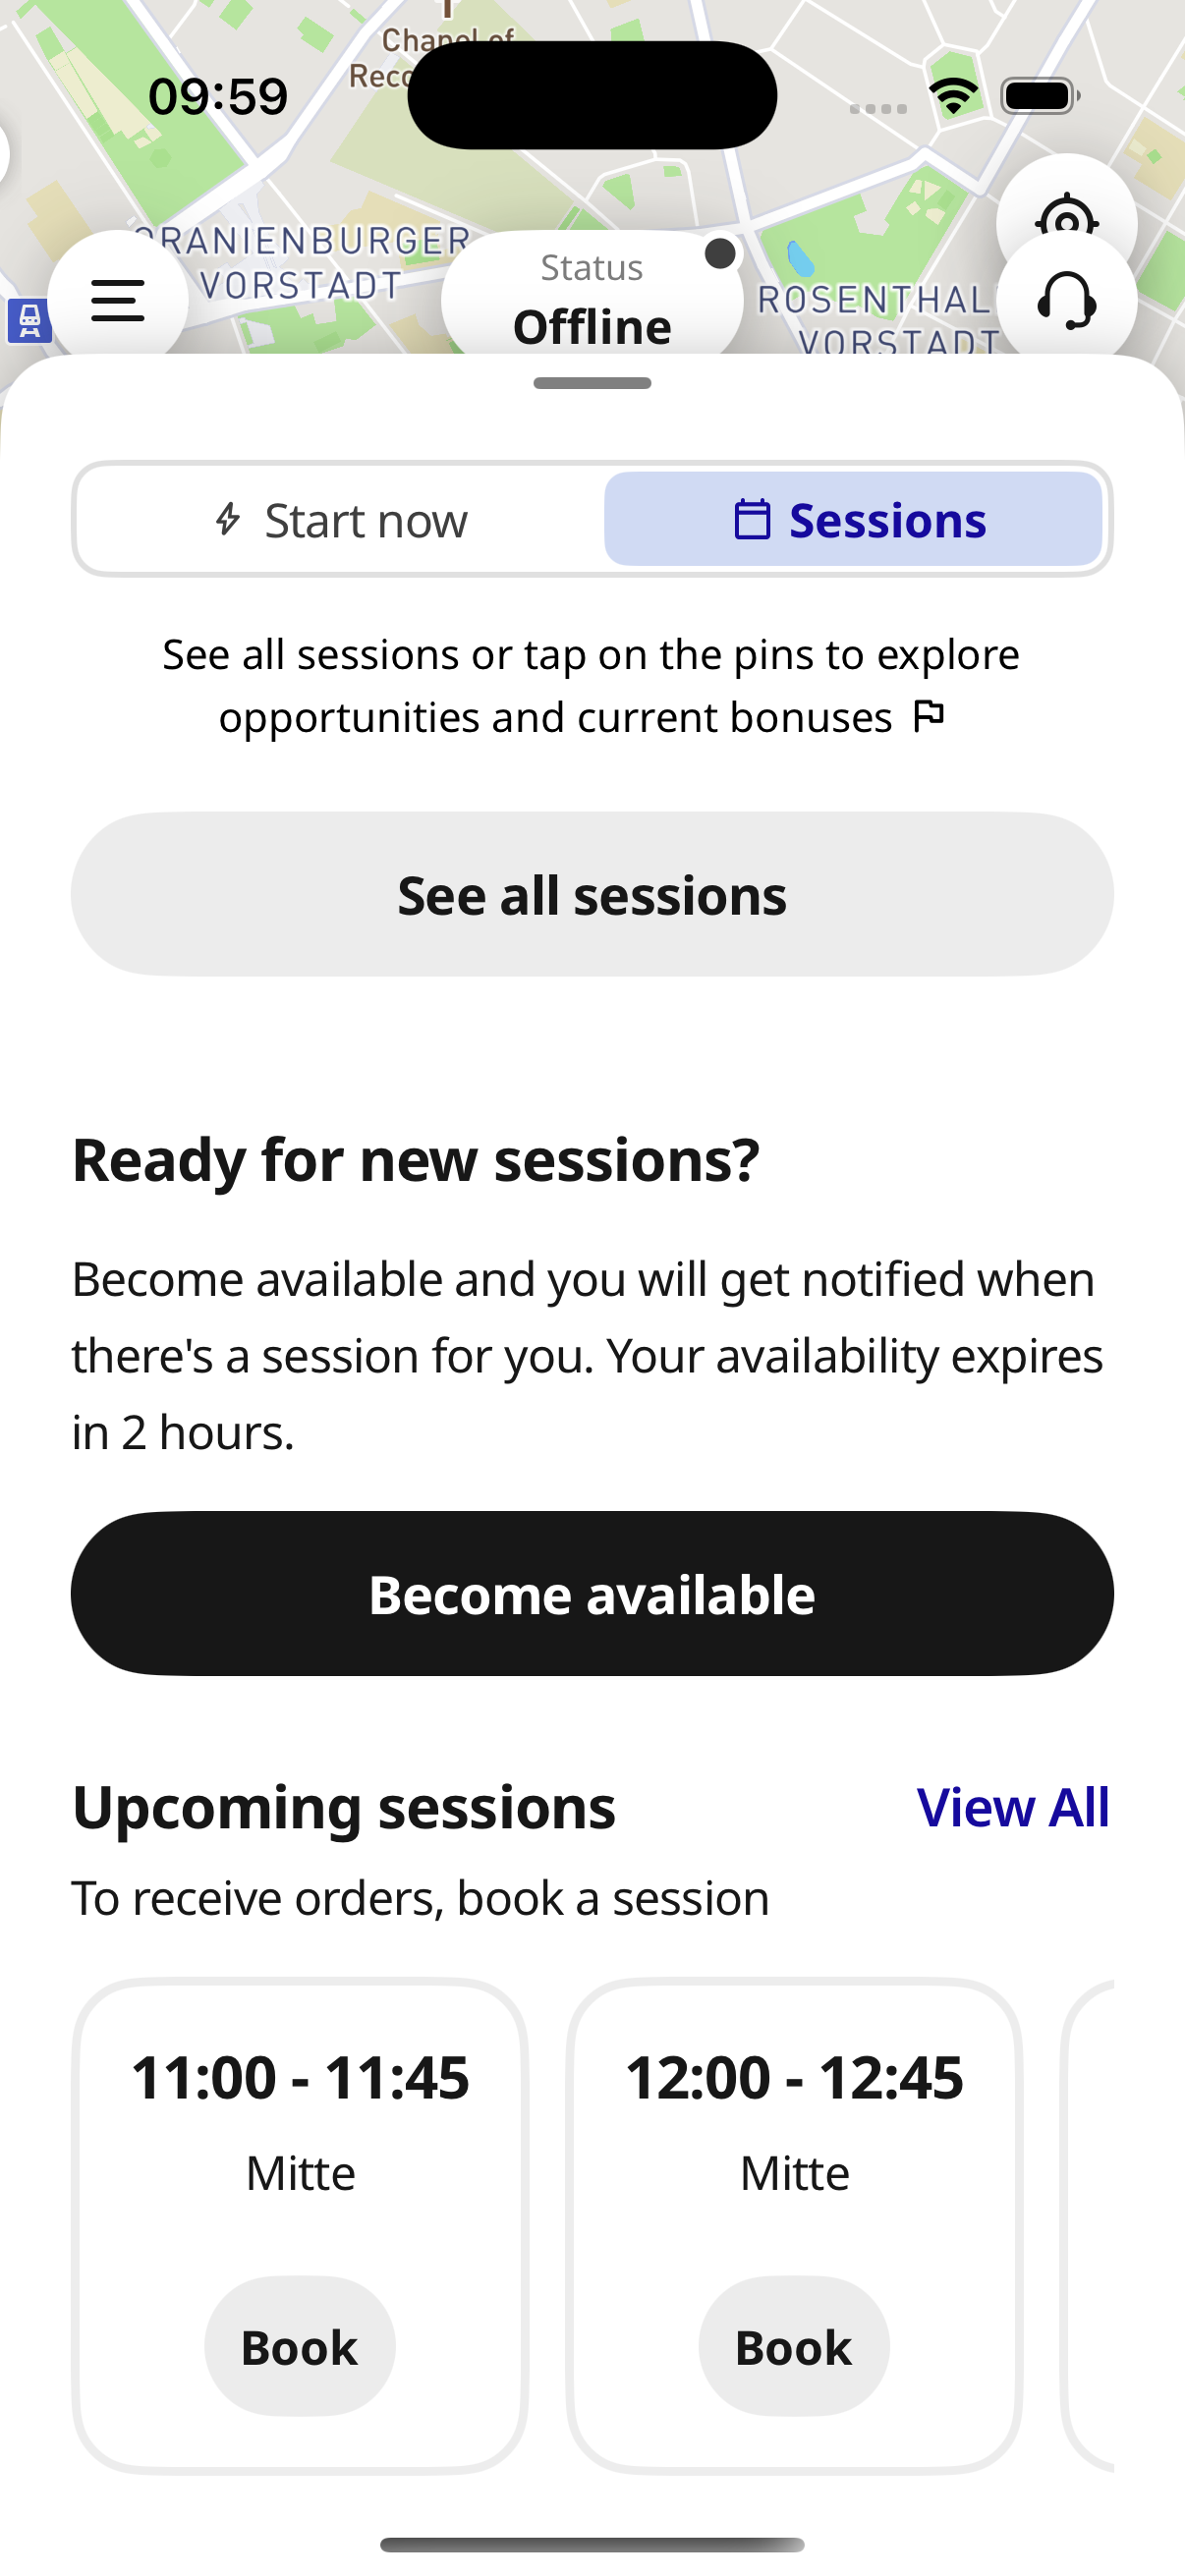 Chapel of
09:59
ORANIENBURGER
VORSTADT
Status
Offline
VORSTADT
Start now
Sessions
See all sessions or tap on the pins to explore
opportunities and current bonuses
See all sessions
Ready for new sessions?
Become available and you will get notified when
there's a session for you. Your availability expires
in 2 hours.
Become available
Upcoming sessions
View All
To receive orders, book a session
11:00 - 11:45
12:00 - 12:45
Mitte
Mitte
Book
Book